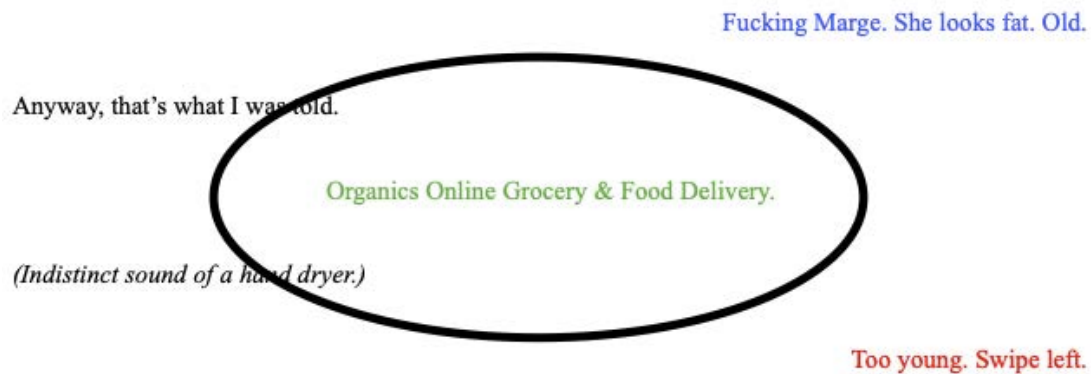 Fucking Marge. She looks fat. Old.
Anyway, that’s what I was told.
Organics Online Grocery & Food Delivery.
(Indistinct sound of a hand dryer.)
Too young. Swipe left.